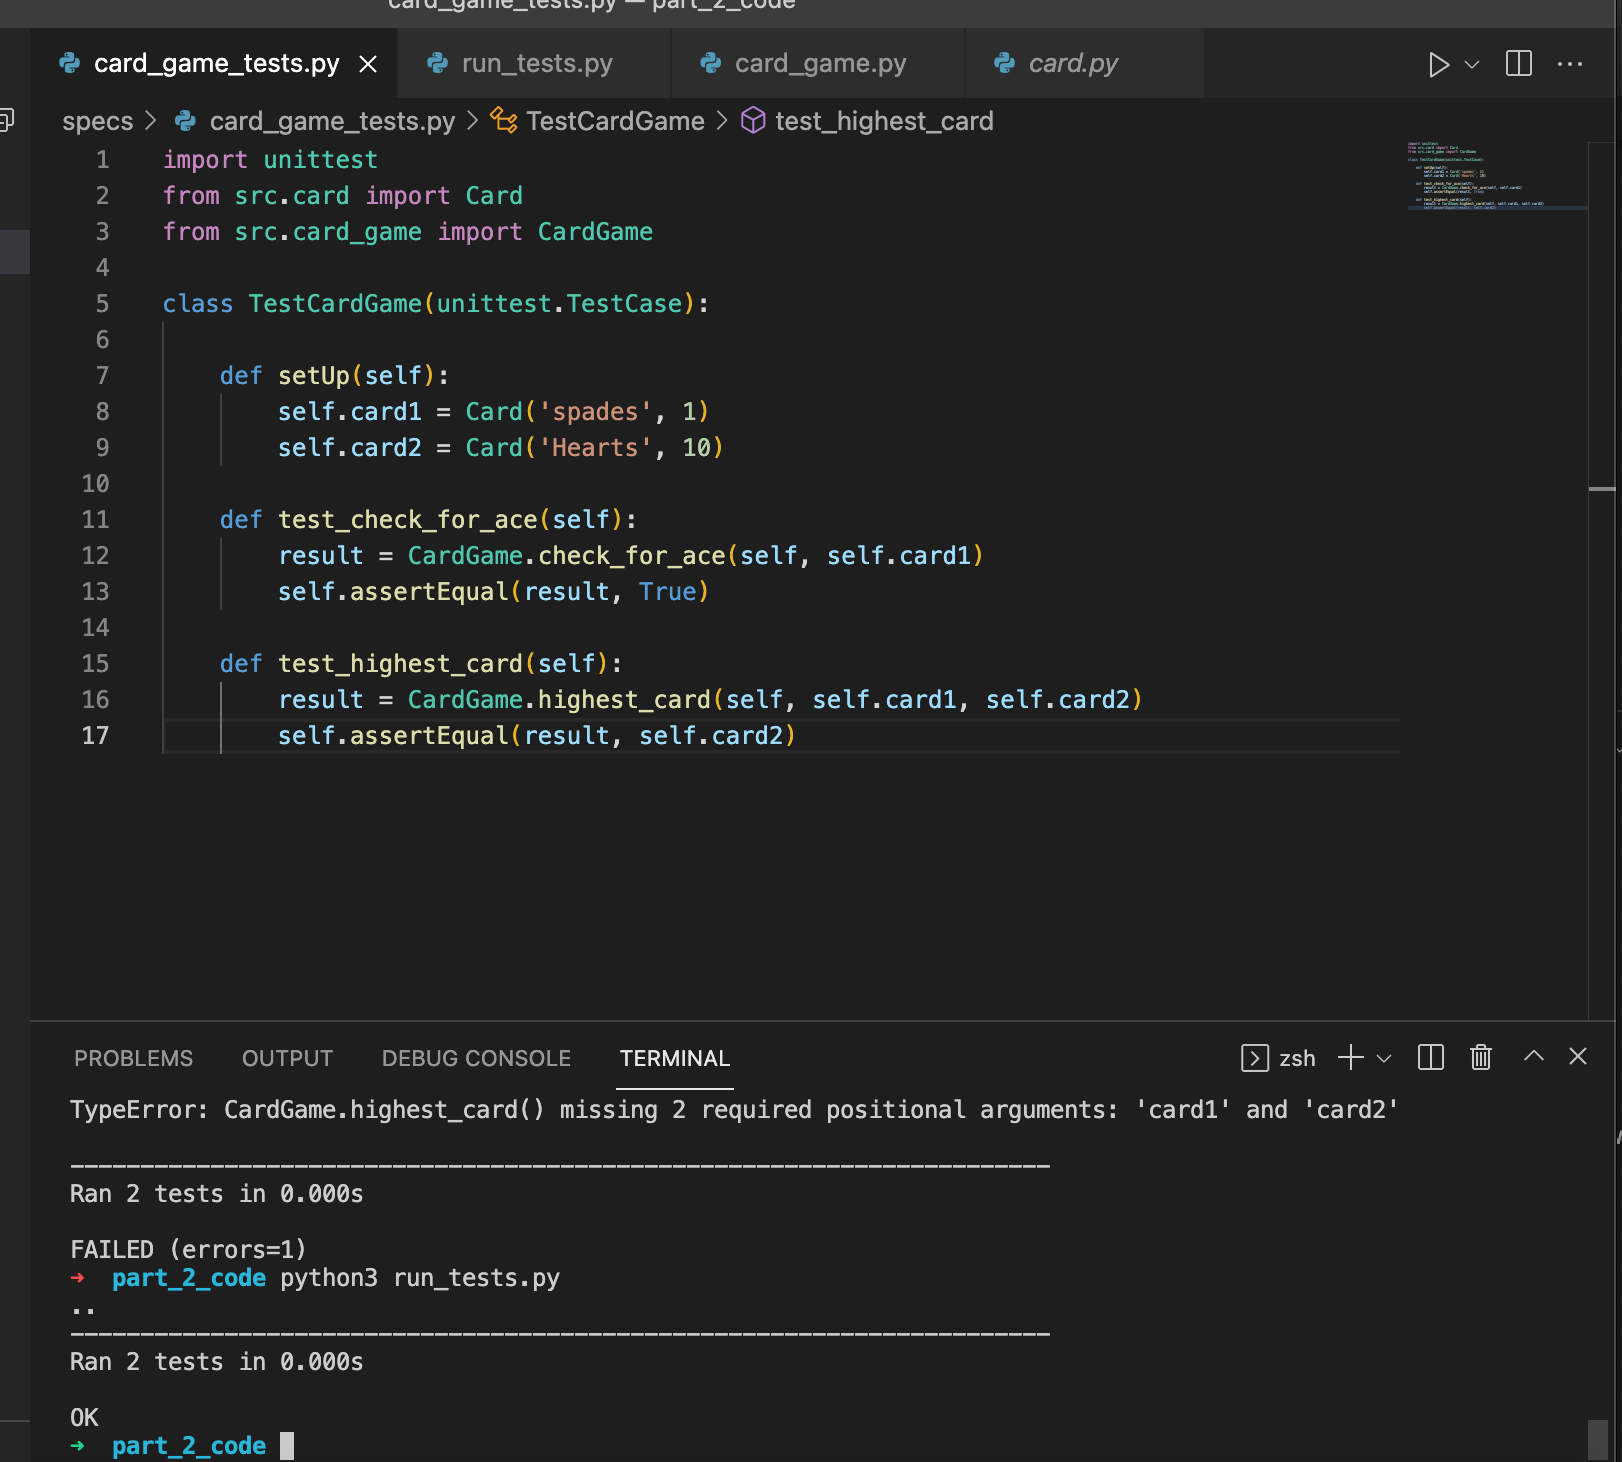 card_game_tests.py — part_2_code
card_game_tests.py
run_tests.py
card_game.py
card.py
specs > card_game_tests.py > TestCardGame > test_highest_card
1 import unittest
2 from src.card import Card
3 from src.card_game import CardGame
4
5 class TestCardGame(unittest.TestCase):
6
7 def setUp(self):
8 self.card1 = Card('spades', 1)
9 self.card2 = Card('Hearts', 10)
10
11 def test_check_for_ace(self):
12 result = CardGame.check_for_ace(self, self.card1)
13 self.assertEqual(result, True)
14
15 def test_highest_card(self):
16 result = CardGame.highest_card(self, self.card1, self.card2)
17 self.assertEqual(result, self.card2)
PROBLEMS OUTPUT DEBUG CONSOLE TERMINAL zsh
TypeError: CardGame.highest_card() missing 2 required positional arguments: 'card1' and 'card2'
----------------------------------------------------------------------
Ran 2 tests in 0.000s
FAILED (errors=1)
➜ part_2_code python3 run_tests.py
..
----------------------------------------------------------------------
Ran 2 tests in 0.000s
OK
➜ part_2_code